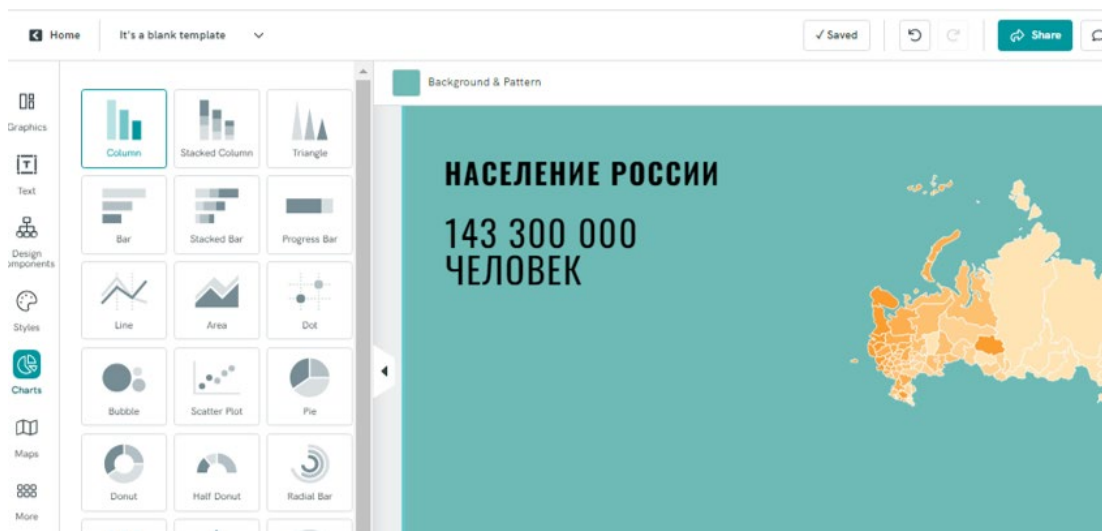 Home
It's a blank template
✓ Saved
Share
Graphics
Text
Design
Components
Styles
Charts
Maps
More
Column
Stacked Column
Triangle
Bar
Stacked Bar
Progress Bar
Line
Area
Dot
Bubble
Scatter Plot
Pie
Donut
Half Donut
Radial Bar
Background & Pattern
НАСЕЛЕНИЕ РОССИИ
143 300 000
ЧЕЛОВЕК